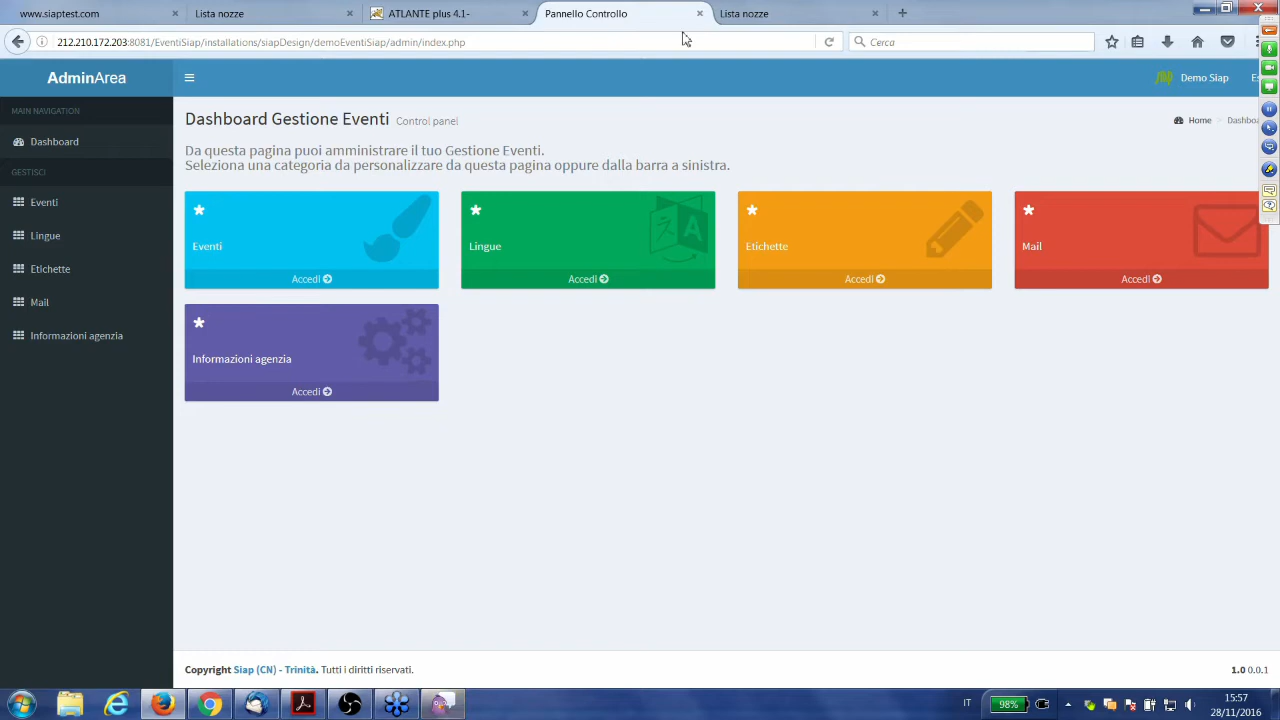 www.siaptest.com
Lista nozze
ATLANTE plus 4.1-
Pannello Controllo
Lista nozze
212.210.172.203:8081/EventiSiap/installations/siapDesign/demoEventiSiap/admin/index.php
Cerca
AdminArea
Demo Siap
MAIN NAVIGATION
Dashboard
GESTISCI
Eventi
Lingue
Etichette
Mail
Informazioni agenzia
Dashboard Gestione Eventi Control panel
Home
Da questa pagina puoi amministrare il tuo Gestione Eventi.
Seleziona una categoria da personalizzare da questa pagina oppure dalla barra a sinistra.
Eventi
Accedi
Lingue
Accedi
Etichette
Accedi
Mail
Accedi
Informazioni agenzia
Accedi
Copyright Siap (CN) - Trinità. Tutti i diritti riservati.
1.0 0.0.1
98%
IT
15:57
28/11/2016